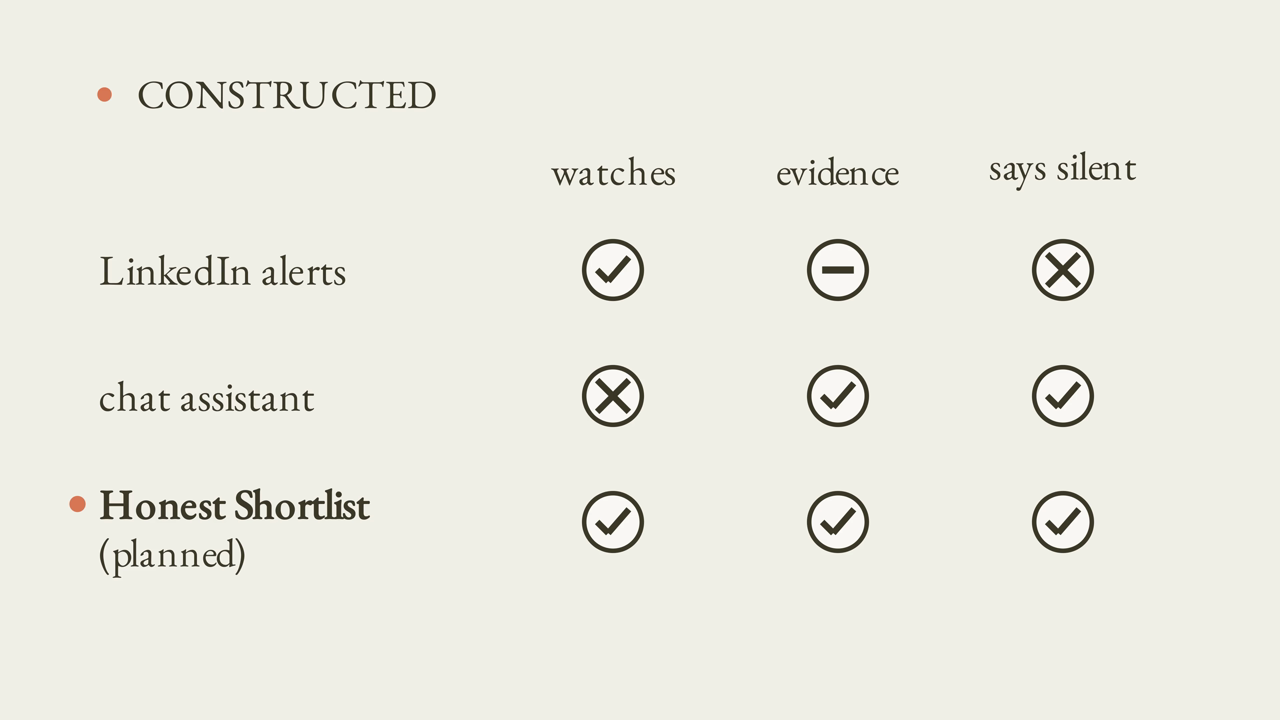 CONSTRUCTED
watches evidence says silent
LinkedIn alerts
chat assistant
Honest Shortlist
(planned)